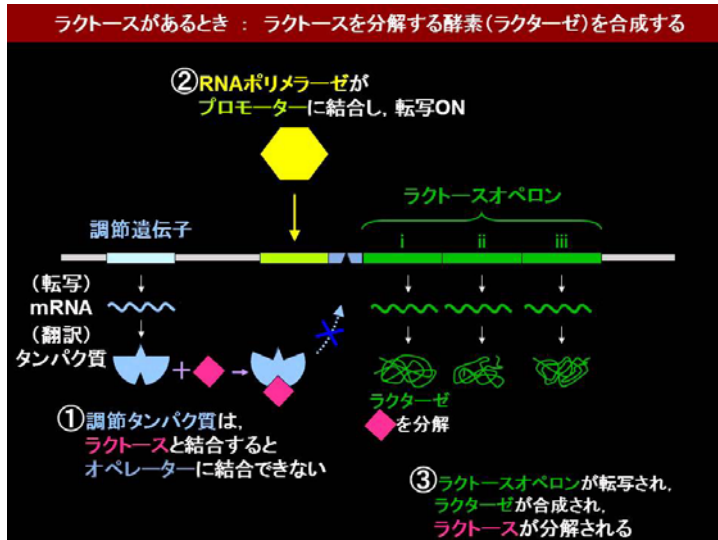 ラクトースがあるとき : ラクトースを分解する酵素(ラクターゼ)を合成する
②RNAポリメラーゼが
プロモーターに結合し, 転写ON
ラクトースオペロン
調節遺伝子
i ii iii
(転写)
mRNA
(翻訳)
タンパク質
+
ラクターゼ
を分解
①調節タンパク質は,
ラクトースと結合すると
オペレーターに結合できない
③ラクトースオペロンが転写され,
ラクターゼが合成され,
ラクトースが分解される